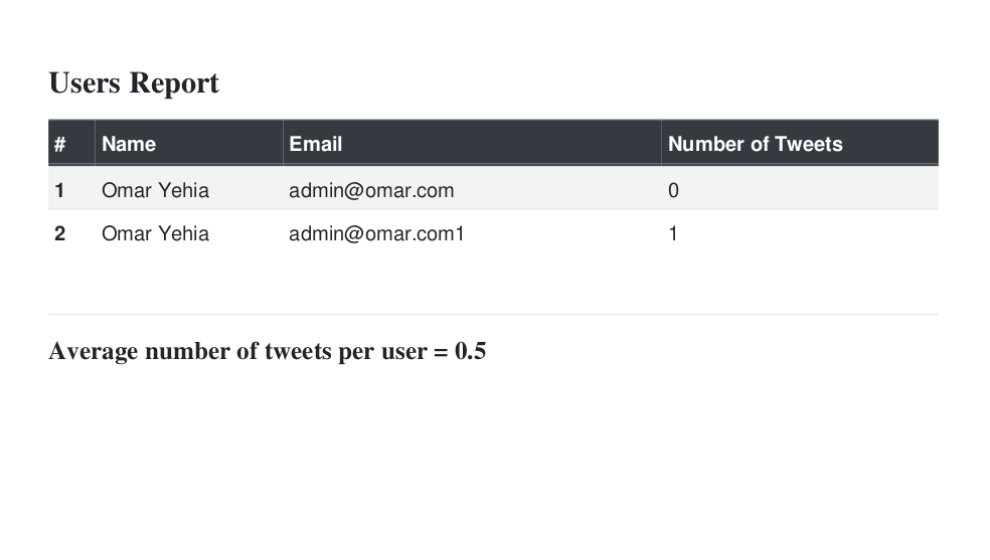 Users Report
# Name Email Number of Tweets
1 Omar Yehia admin@omar.com 0
2 Omar Yehia admin@omar.com1 1
Average number of tweets per user = 0.5